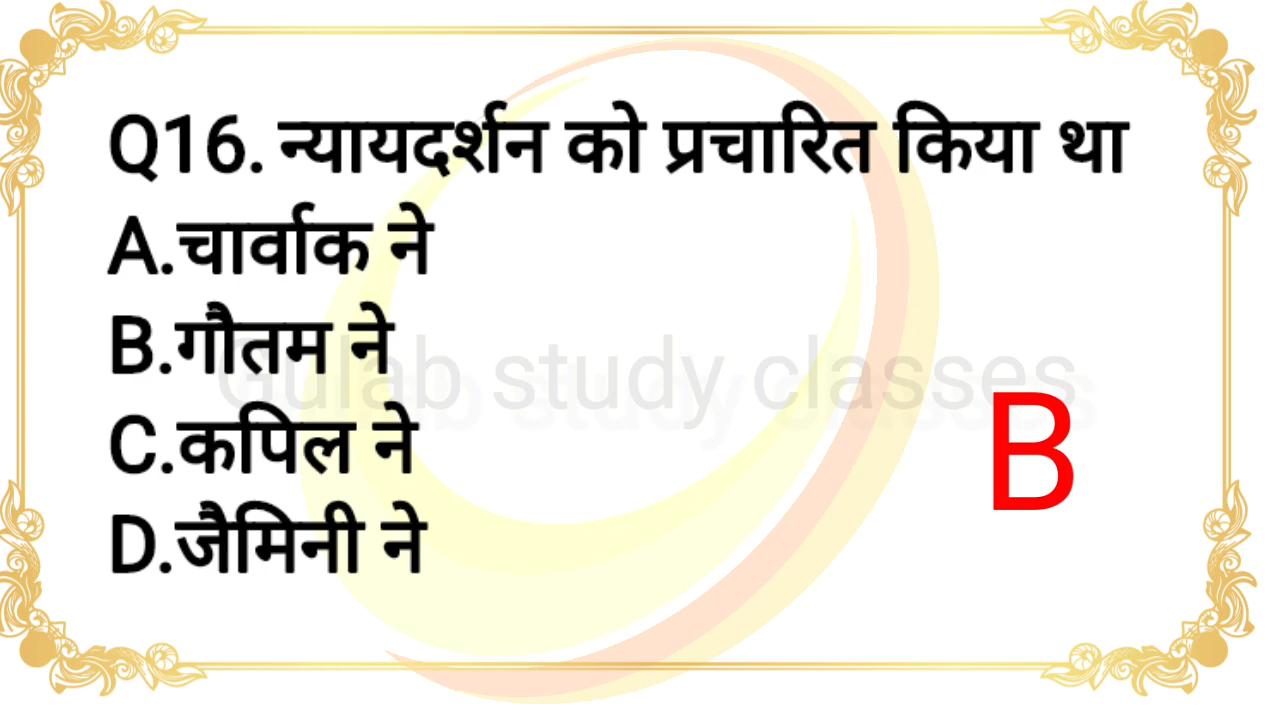 Q16. न्यायदर्शन को प्रचारित किया था
A.चार्वाक ने
B.गौतम ने
Gulab study classes
C.कपिल ने
B
D.जैमिनी ने